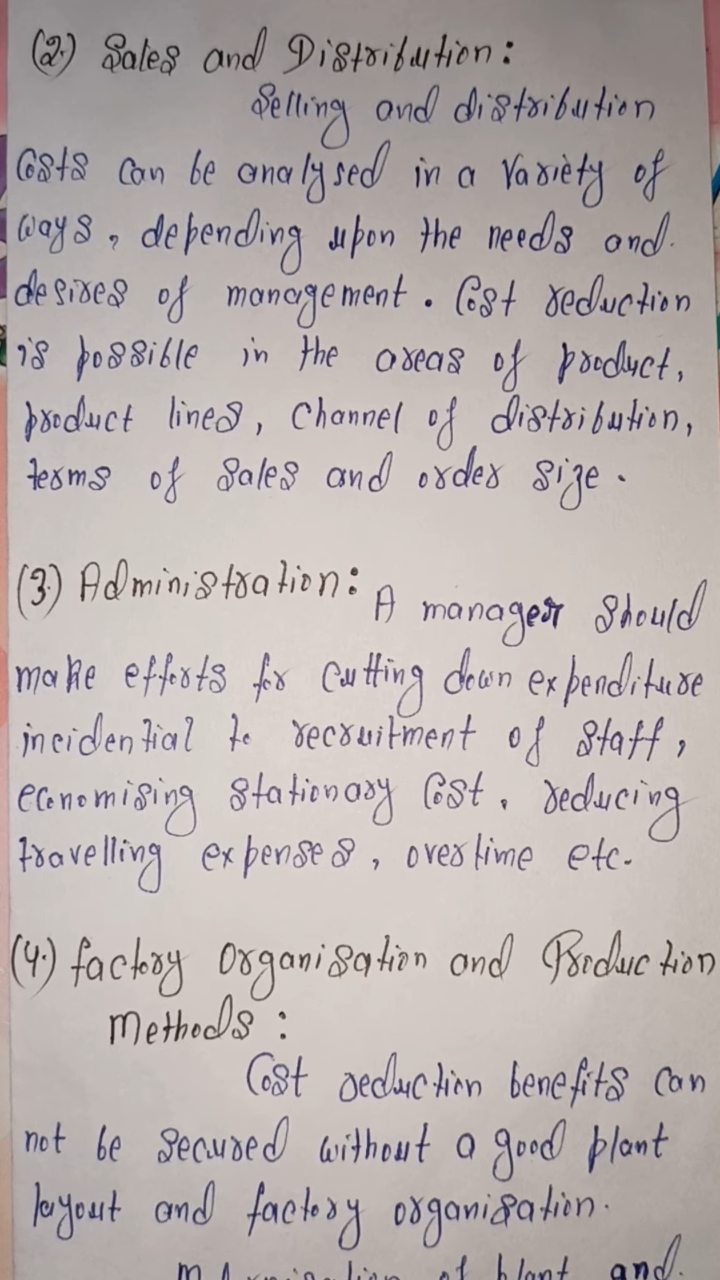 (2.) Sales and Distribution:
Selling and distribution
Costs can be analysed in a variety of
ways, depending upon the needs and
desires of management. Cost reduction
is possible in the areas of product,
product lines, Channel of distribution,
terms of sales and order size.
(3.) Administration: A manager should
make efforts for cutting down expenditure
incidential to recruitment of staff,
economising stationary cost, reducing
travelling expenses, overtime etc.
(4.) factory Organisation and Production
Methods:
Cost reduction benefits can
not be secured without a good plant
layout and factory organisation.
of plant and